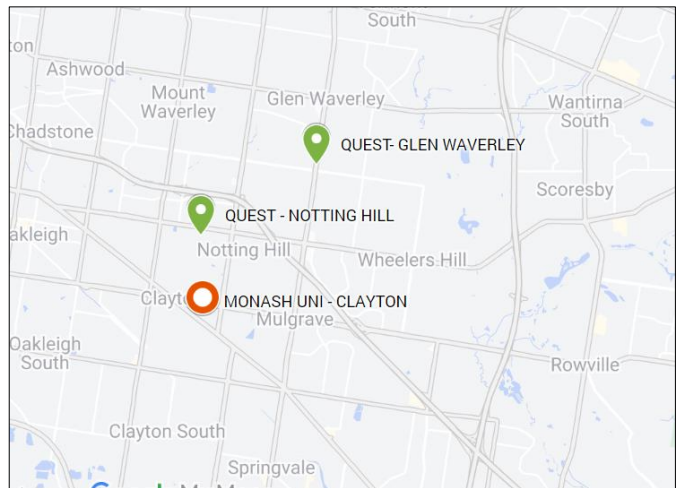 South
Ashwood
Mount
Waverley
Glen Waverley
Wantirna
South
Chadstone
QUEST- GLEN WAVERLEY
Scoresby
QUEST - NOTTING HILL
akleigh
Notting Hill
Wheelers Hill
MONASH UNI - CLAYTON
Mulgrave
Oakleigh
South
Rowville
Clayton South
Springvale